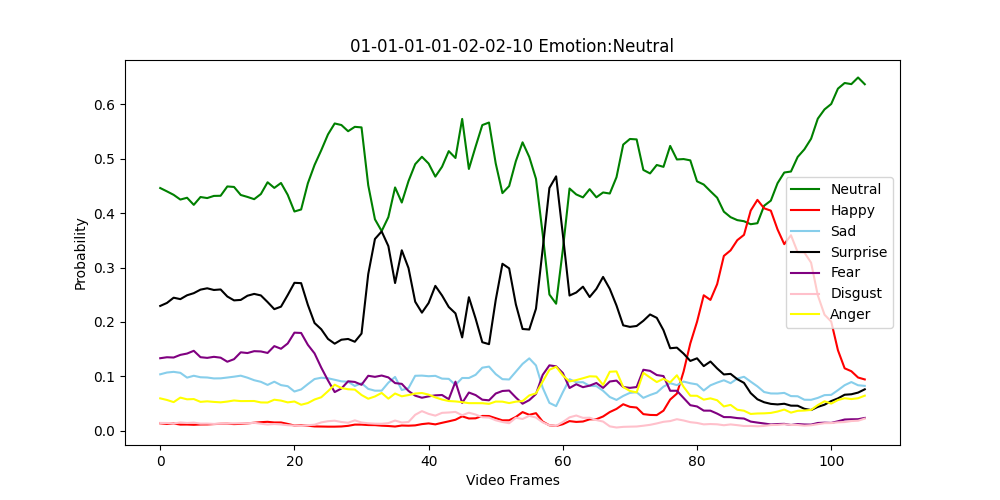 01-01-01-01-02-02-10 Emotion:Neutral
Probability
0.6
0.5
0.4
0.3
0.2
0.1
0.0
Neutral
Happy
Sad
Surprise
Fear
Disgust
Anger
0 20 40 60 80 100
Video Frames